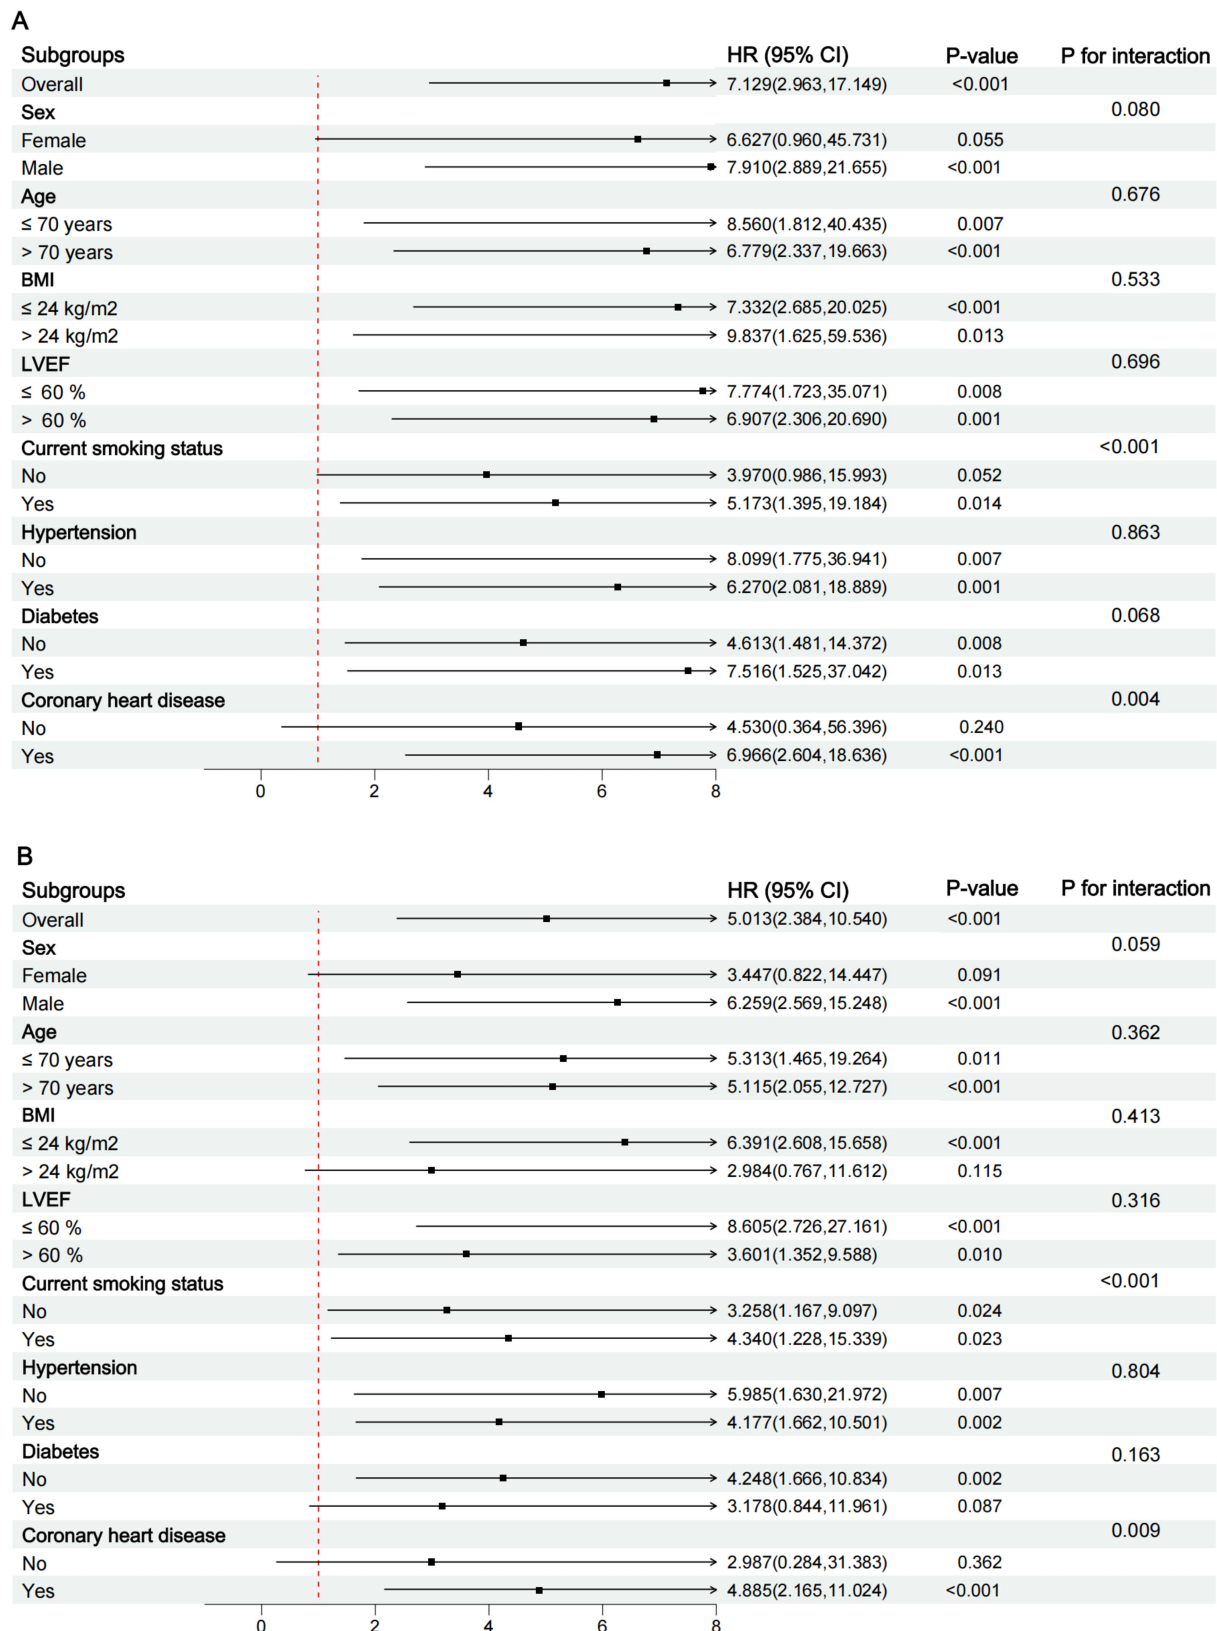 A
Subgroups HR (95% CI) P-value P for interaction
Overall 7.129(2.963,17.149) <0.001
Sex 0.080
Female 6.627(0.960,45.731) 0.055
Male 7.910(2.889,21.655) <0.001
Age 0.676
≤ 70 years 8.560(1.812,40.435) 0.007
> 70 years 6.779(2.337,19.663) <0.001
BMI 0.533
≤ 24 kg/m2 7.332(2.685,20.025) <0.001
> 24 kg/m2 9.837(1.625,59.536) 0.013
LVEF 0.696
≤ 60 % 7.774(1.723,35.071) 0.008
> 60 % 6.907(2.306,20.690) 0.001
Current smoking status <0.001
No 3.970(0.986,15.993) 0.052
Yes 5.173(1.395,19.184) 0.014
Hypertension 0.863
No 8.099(1.775,36.941) 0.007
Yes 6.270(2.081,18.889) 0.001
Diabetes 0.068
No 4.613(1.481,14.372) 0.008
Yes 7.516(1.525,37.042) 0.013
Coronary heart disease 0.004
No 4.530(0.364,56.396) 0.240
Yes 6.966(2.604,18.636) <0.001
0 2 4 6 8
B
Subgroups HR (95% CI) P-value P for interaction
Overall 5.013(2.384,10.540) <0.001
Sex 0.059
Female 3.447(0.822,14.447) 0.091
Male 6.259(2.569,15.248) <0.001
Age 0.362
≤ 70 years 5.313(1.465,19.264) 0.011
> 70 years 5.115(2.055,12.727) <0.001
BMI 0.413
≤ 24 kg/m2 6.391(2.608,15.658) <0.001
> 24 kg/m2 2.984(0.767,11.612) 0.115
LVEF 0.316
≤ 60 % 8.605(2.726,27.161) <0.001
> 60 % 3.601(1.352,9.588) 0.010
Current smoking status <0.001
No 3.258(1.167,9.097) 0.024
Yes 4.340(1.228,15.339) 0.023
Hypertension 0.804
No 5.985(1.630,21.972) 0.007
Yes 4.177(1.662,10.501) 0.002
Diabetes 0.163
No 4.248(1.666,10.834) 0.002
Yes 3.178(0.844,11.961) 0.087
Coronary heart disease 0.009
No 2.987(0.284,31.383) 0.362
Yes 4.885(2.165,11.024) <0.001
0 2 4 6 8